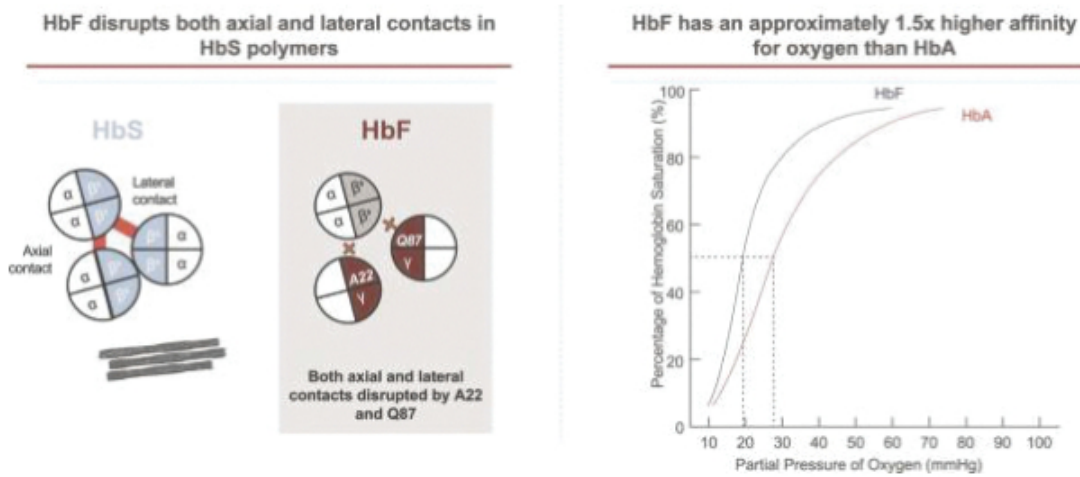 HbF disrupts both axial and lateral contacts in
HbS polymers
HbS
HbF
α
β
α
β
Lateral
contact
β
α
β
α
Axial
contact
α
β
α
β
α
βˢ
α
βˢ
Q87
γ
A22
γ
Both axial and lateral
contacts disrupted by A22
and Q87
HbF has an approximately 1.5x higher affinity
for oxygen than HbA
Percentage of Hemoglobin Saturation (%)
100
80
60
40
20
0
HbF
HbA
10 20 30 40 50 60 70 80 90 100
Partial Pressure of Oxygen (mmHg)